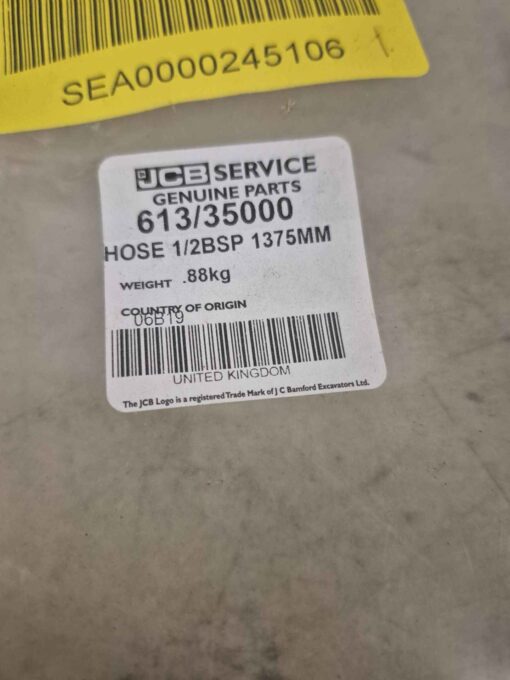 SEA0000245106 1
JCB SERVICE
GENUINE PARTS
613/35000
HOSE 1/2BSP 1375MM
WEIGHT .88kg
COUNTRY OF ORIGIN
06B19
UNITED KINGDOM
The JCB Logo is a registered Trade Mark of J C Bamford Excavators Ltd.